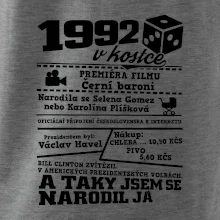 1992
v kostce
PREMIÉRA FILMU
Černí baroni
Narodila se Selena Gomez
nebo Karolína Plíšková
OFICIÁLNÍ PŘIPOJENÍ ČESKOSLOVENSKA K INTERNETU
Prezidentem byl:
Václav Havel
Nákup:
CHLEBA ... 10,50 KČS
PIVO
5,60 KČS
BILL CLINTON ZVÍTĚZIL
V AMERICKÝCH PREZIDENTSKÝCH VOLBÁCH
A TAKY JSEM SE
NARODIL JÁ